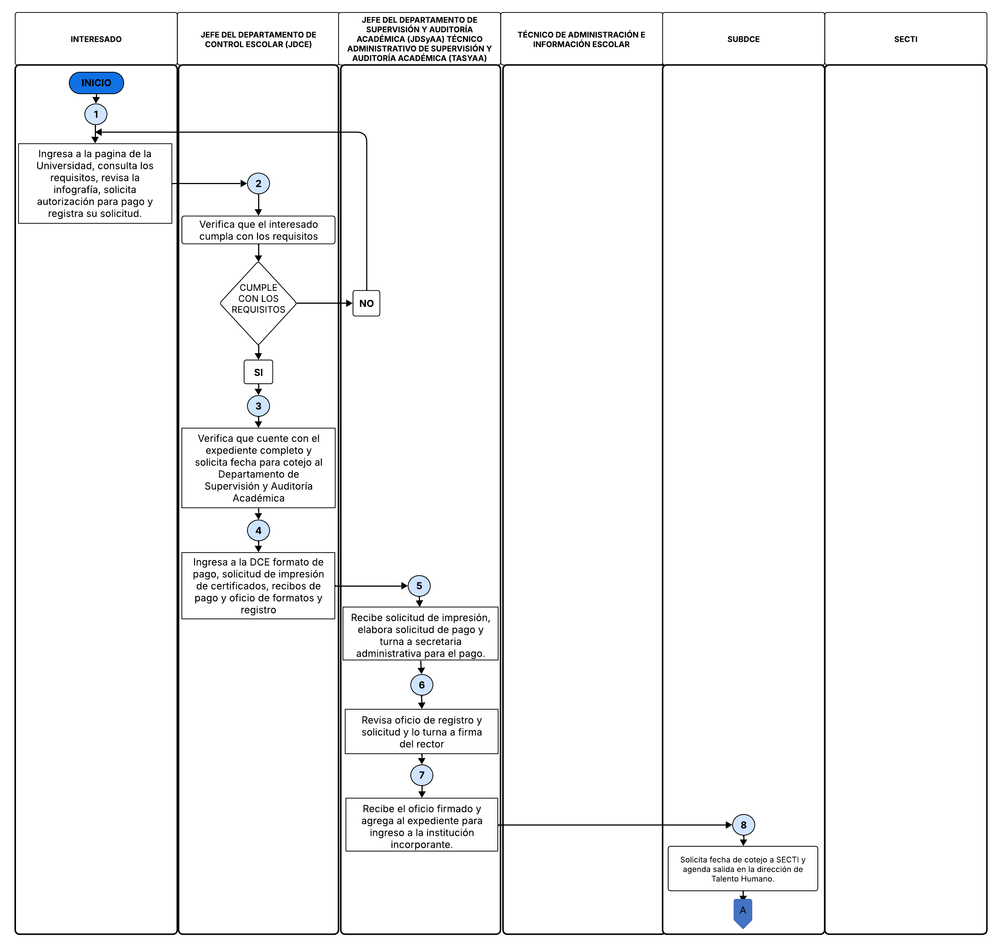 INTERESADO
JEFE DEL DEPARTAMENTO DE
CONTROL ESCOLAR (JDCE)
JEFE DEL DEPARTAMENTO DE
SUPERVISIÓN Y AUDITORÍA
ACADÉMICA (JDSyAA) TÉCNICO
ADMINISTRATIVO DE SUPERVISIÓN Y
AUDITORÍA ACADÉMICA (TASYAA)
TÉCNICO DE ADMINISTRACIÓN E
INFORMACIÓN ESCOLAR
SUBDCE
SECTI
INICIO
1
Ingresa a la pagina de la
Universidad, consulta los
requisitos, revisa la
infografía, solicita
autorización para pago y
registra su solicitud.
2
Verifica que el interesado
cumpla con los requisitos
CUMPLE
CON LOS
REQUISITOS
NO
SI
3
Verifica que cuente con el
expediente completo y
solicita fecha para cotejo al
Departamento de
Supervisión y Auditoría
Académica
4
Ingresa a la DCE formato de
pago, solicitud de impresión
de certificados, recibos de
pago y oficio de formatos y
registro
5
Recibe solicitud de impresión,
elabora solicitud de pago y
turna a secretaria
administrativa para el pago.
6
Revisa oficio de registro y
solicitud y lo turna a firma
del rector
7
Recibe el oficio firmado y
agrega al expediente para
ingreso a la institución
incorporante.
8
Solicita fecha de cotejo a SECTI y
agenda salida en la dirección de
Talento Humano.
A